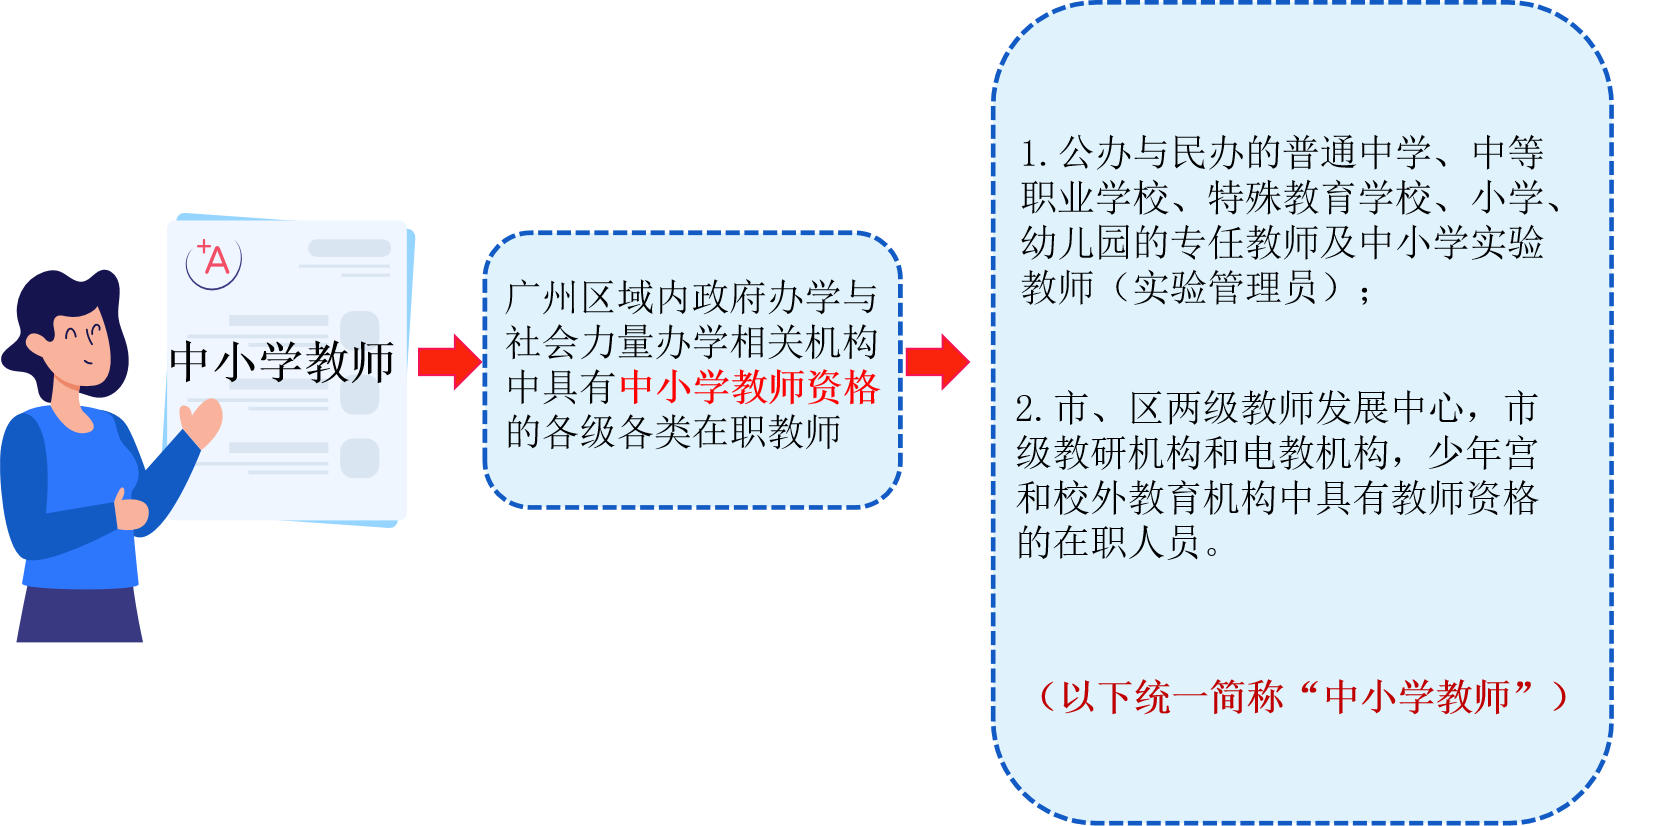 A+
中小学教师
广州区域内政府办学与
社会力量办学相关机构
中具有中小学教师资格
的各级各类在职教师
1.公办与民办的普通中学、中等
职业学校、特殊教育学校、小学、
幼儿园的专任教师及中小学实验
教师（实验管理员）；
2.市、区两级教师发展中心，市
级教研机构和电教机构，少年宫
和校外教育机构中具有教师资格
的在职人员。
（以下统一简称“中小学教师”）